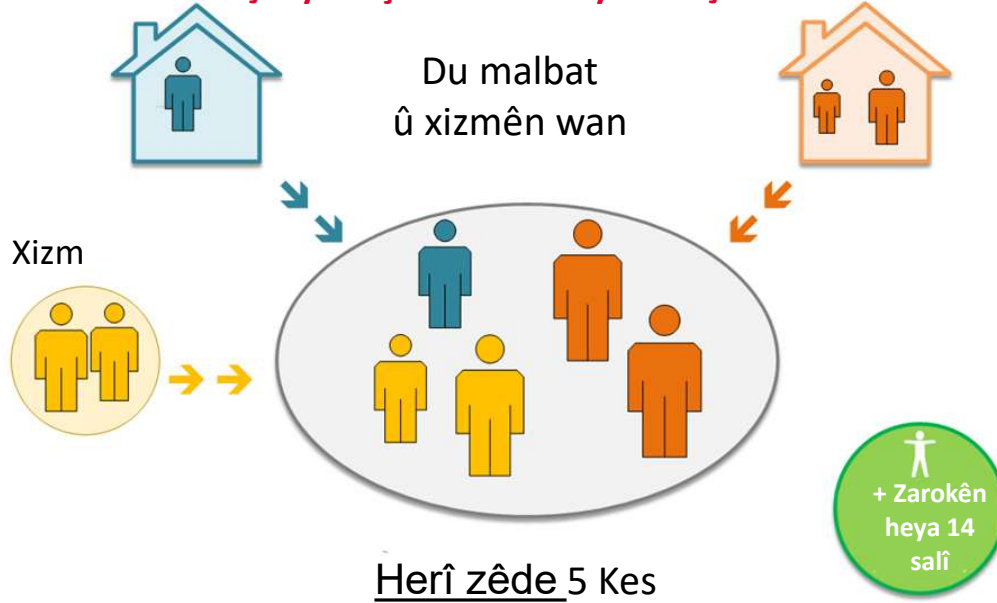 Du malbat
û xizmên wan
Xizm
+ Zarokên
heya 14
salî
Herî zêde 5 Kes